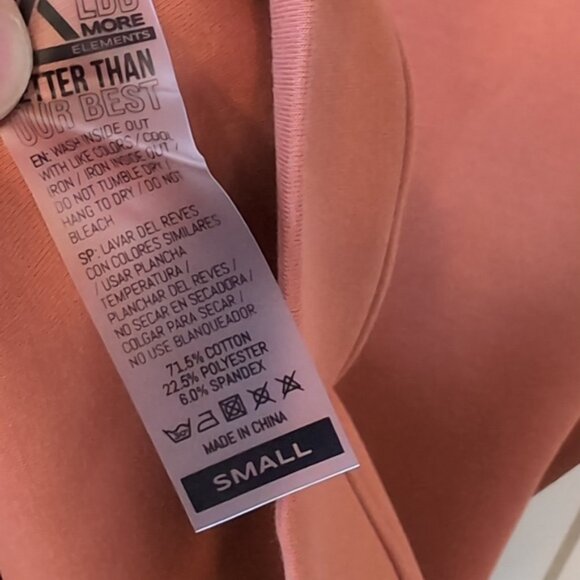 MORE
ELEMENTS
TTER THAN
OUR BEST
EN: WASH INSIDE OUT
WITH LIKE COLORS / COOL
IRON / IRON INSIDE OUT /
DO NOT TUMBLE DRY /
HANG TO DRY / DO NOT
BLEACH
SP: LAVAR DEL REVES
CON COLORES SIMILARES
/ USAR PLANCHA
TEMPERATURA /
PLANCHAR DEL REVES /
NO SECAR EN SECADORA /
COLGAR PARA SECAR /
NO USE BLANQUEADOR
71.5% COTTON
22.5% POLYESTER
6.0% SPANDEX
30°
MADE IN CHINA
SMALL